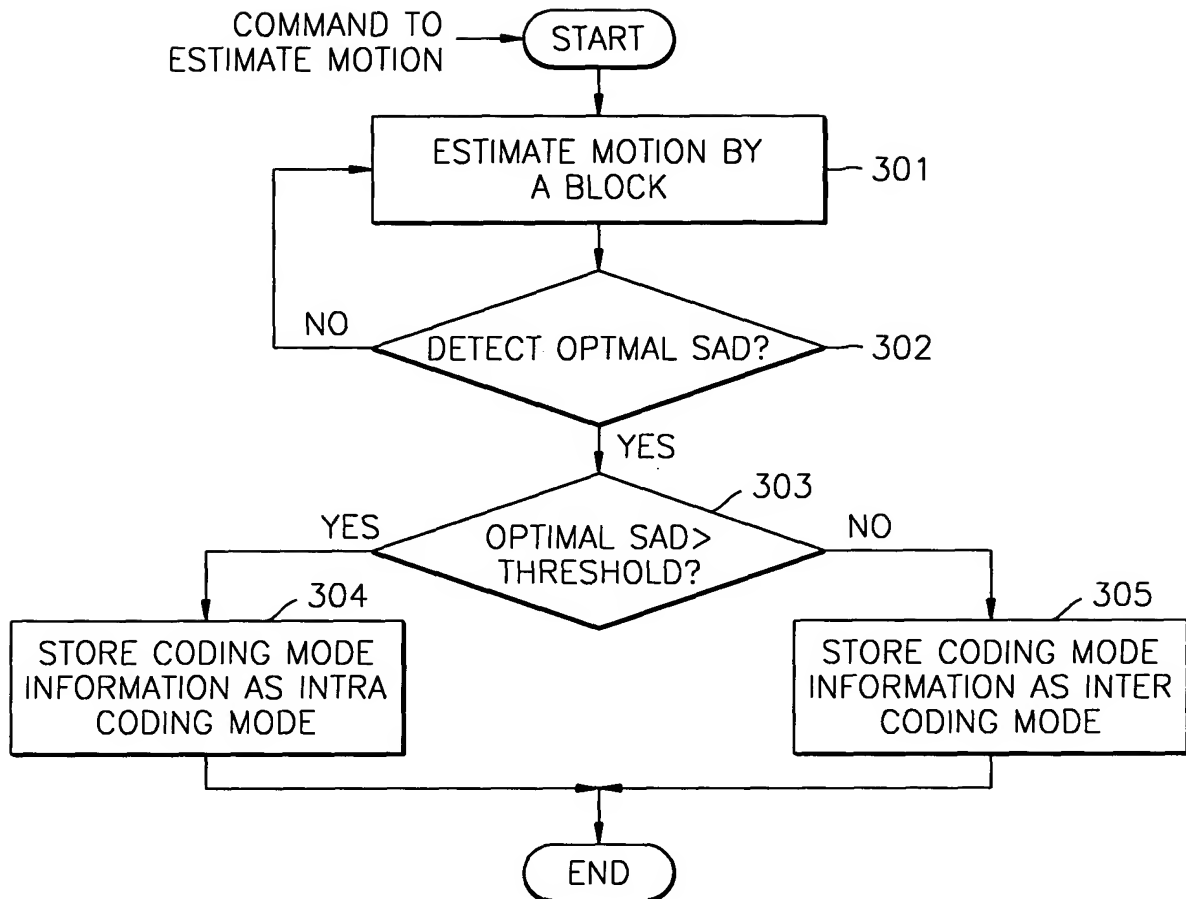 COMMAND TO
ESTIMATE MOTION
START
ESTIMATE MOTION BY
A BLOCK
301
NO
DETECT OPTMAL SAD?
302
YES
303
YES
OPTIMAL SAD>
THRESHOLD?
NO
304
STORE CODING MODE
INFORMATION AS INTRA
CODING MODE
305
STORE CODING MODE
INFORMATION AS INTER
CODING MODE
END